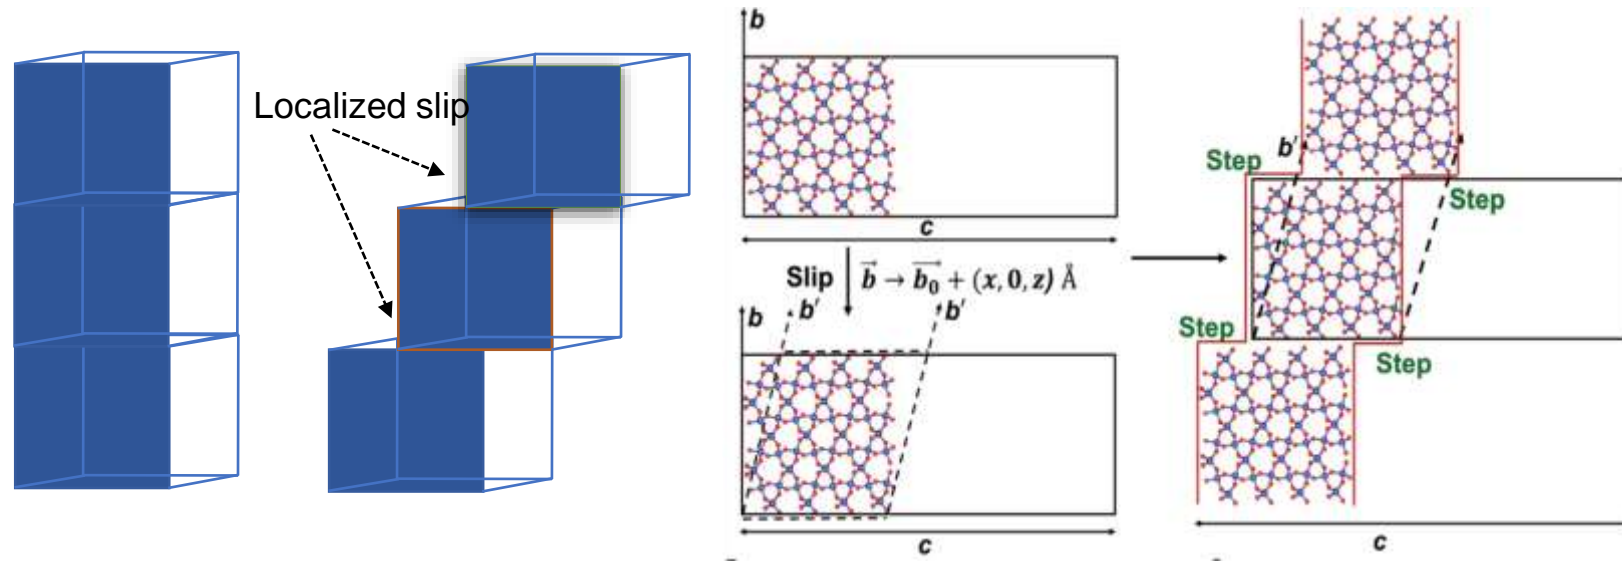 Localized slip
b
c
Slip
b → b₀ + (x, 0, z) Å
b
b′
b′
c
Step
b′
Step
Step
Step
c